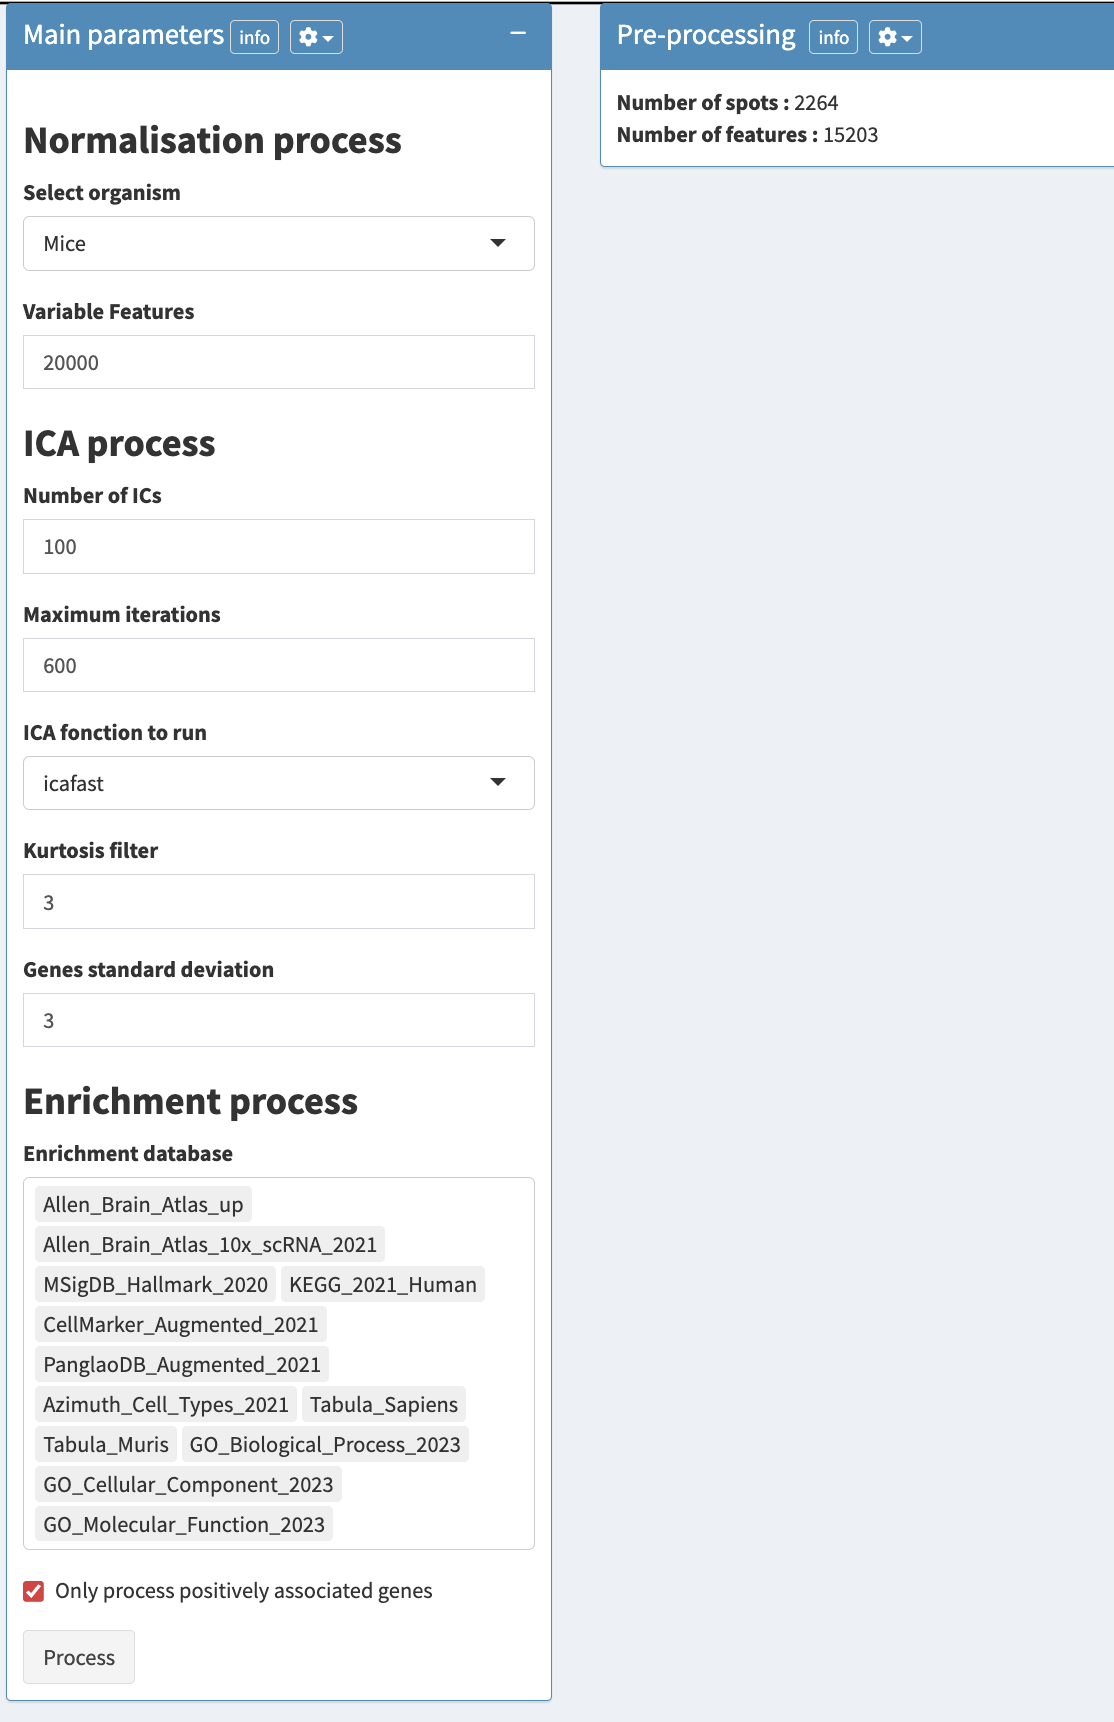 Main parameters info
Normalisation process
Select organism
Mice
Variable Features
20000
ICA process
Number of ICs
100
Maximum iterations
600
ICA fonction to run
icafast
Kurtosis filter
3
Genes standard deviation
3
Enrichment process
Enrichment database
Allen_Brain_Atlas_up
Allen_Brain_Atlas_10x_scRNA_2021
MSigDB_Hallmark_2020 KEGG_2021_Human
CellMarker_Augmented_2021
PanglaoDB_Augmented_2021
Azimuth_Cell_Types_2021 Tabula_Sapiens
Tabula_Muris GO_Biological_Process_2023
GO_Cellular_Component_2023
GO_Molecular_Function_2023
Only process positively associated genes
Process
Pre-processing info
Number of spots : 2264
Number of features : 15203